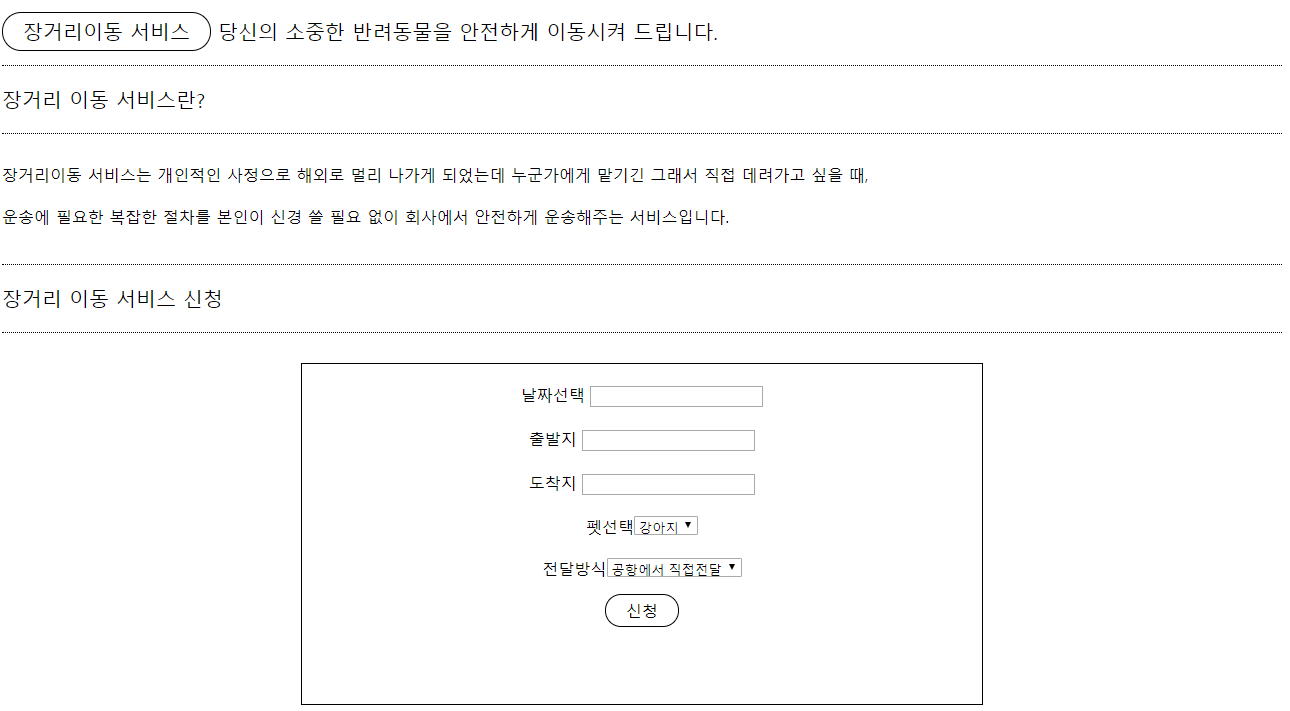 장거리이동 서비스 당신의 소중한 반려동물을 안전하게 이동시켜 드립니다.
장거리 이동 서비스란?
장거리이동 서비스는 개인적인 사정으로 해외로 멀리 나가게 되었는데 누군가에게 맡기긴 그래서 직접 데려가고 싶을 때,
운송에 필요한 복잡한 절차를 본인이 신경 쓸 필요 없이 회사에서 안전하게 운송해주는 서비스입니다.
장거리 이동 서비스 신청
날짜선택
출발지
도착지
펫선택 강아지
전달방식 공항에서 직접전달
신청